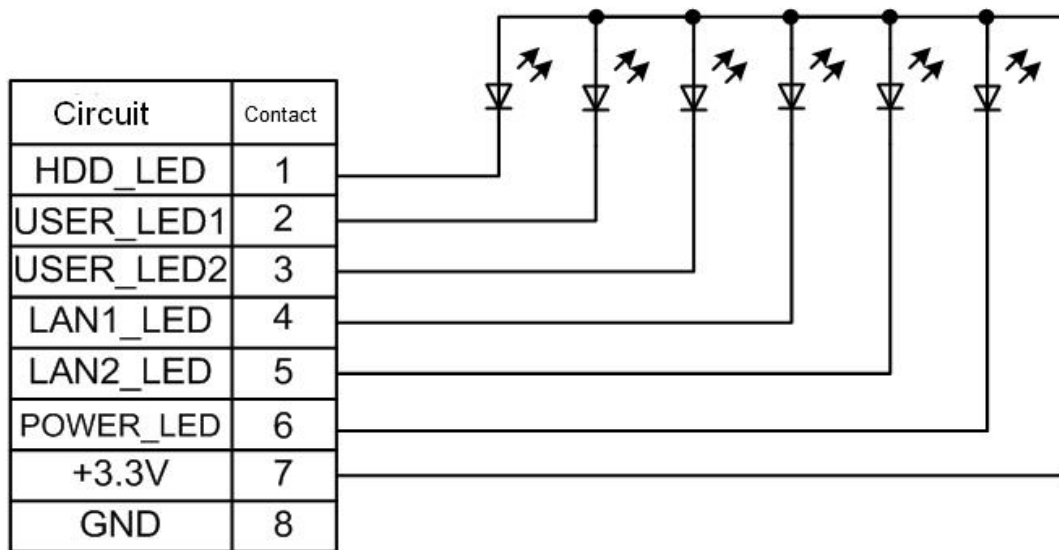 Circuit Contact
HDD_LED 1
USER_LED1 2
USER_LED2 3
LAN1_LED 4
LAN2_LED 5
POWER_LED 6
+3.3V 7
GND 8